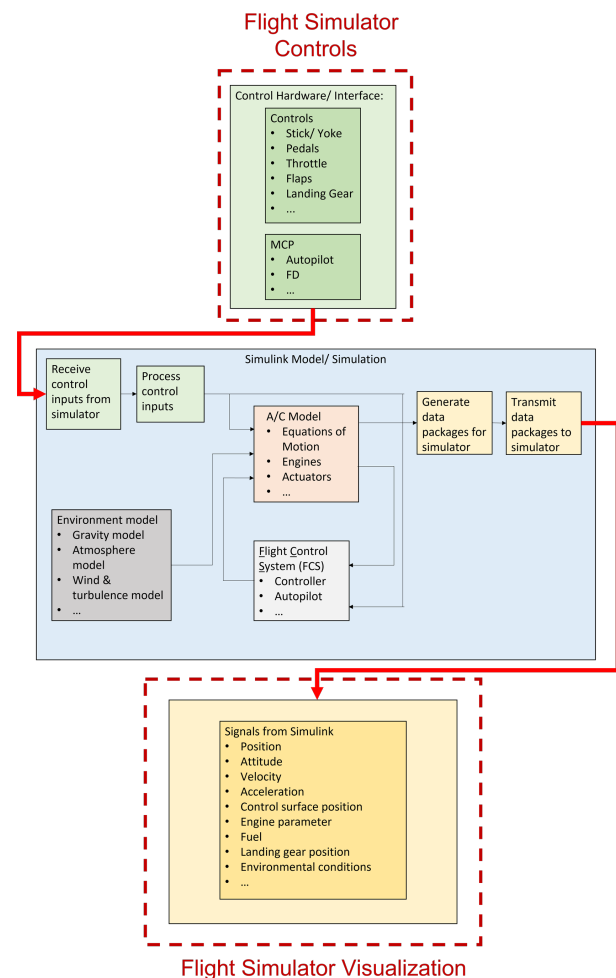 Flight Simulator
Controls
Control Hardware/ Interface:
Controls
• Stick/ Yoke
• Pedals
• Throttle
• Flaps
• Landing Gear
• ...
MCP
• Autopilot
• FD
• ...
Simulink Model/ Simulation
Receive
control
inputs from
simulator
Process
control
inputs
A/C Model
• Equations of
Motion
• Engines
• Actuators
• ...
Generate
data
packages for
simulator
Transmit
data
packages to
simulator
Environment model
• Gravity model
• Atmosphere
model
• Wind &
turbulence model
• ...
Flight Control
System (FCS)
• Controller
• Autopilot
• ...
Signals from Simulink
• Position
• Attitude
• Velocity
• Acceleration
• Control surface position
• Engine parameter
• Fuel
• Landing gear position
• Environmental conditions
• ...
Flight Simulator Visualization